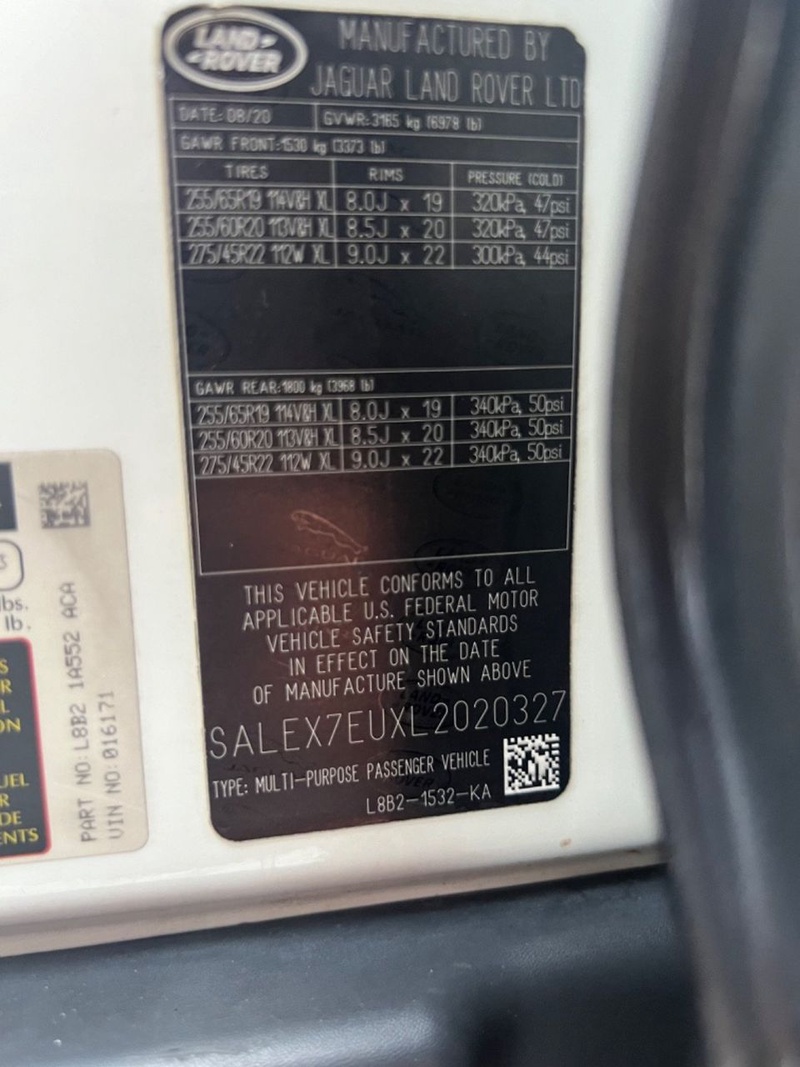 LAND ROVER
MANUFACTURED BY
JAGUAR LAND ROVER LTD
DATE: 08/20 GVWR: 3165 kg (6978 lb)
GAWR FRONT: 1530 kg (3373 lb)
TIRES RIMS PRESSURE (COLD)
255/65R19 114V&H XL 8.0J x 19 320kPa, 47psi
255/60R20 113V&H XL 8.5J x 20 320kPa, 47psi
275/45R22 112W XL 9.0J x 22 300kPa, 44psi
GAWR REAR: 1800 kg (3968 lb)
255/65R19 114V&H XL 8.0J x 19 340kPa, 50psi
255/60R20 113V&H XL 8.5J x 20 340kPa, 50psi
275/45R22 112W XL 9.0J x 22 340kPa, 50psi
THIS VEHICLE CONFORMS TO ALL
APPLICABLE U.S. FEDERAL MOTOR
VEHICLE SAFETY STANDARDS
IN EFFECT ON THE DATE
OF MANUFACTURE SHOWN ABOVE
SALEX7EUXL2020327
TYPE: MULTI-PURPOSE PASSENGER VEHICLE
L8B2-1532-KA
PART NO: L8B2 1A552 ACA
VIN NO: 016171
lbs.
lb.